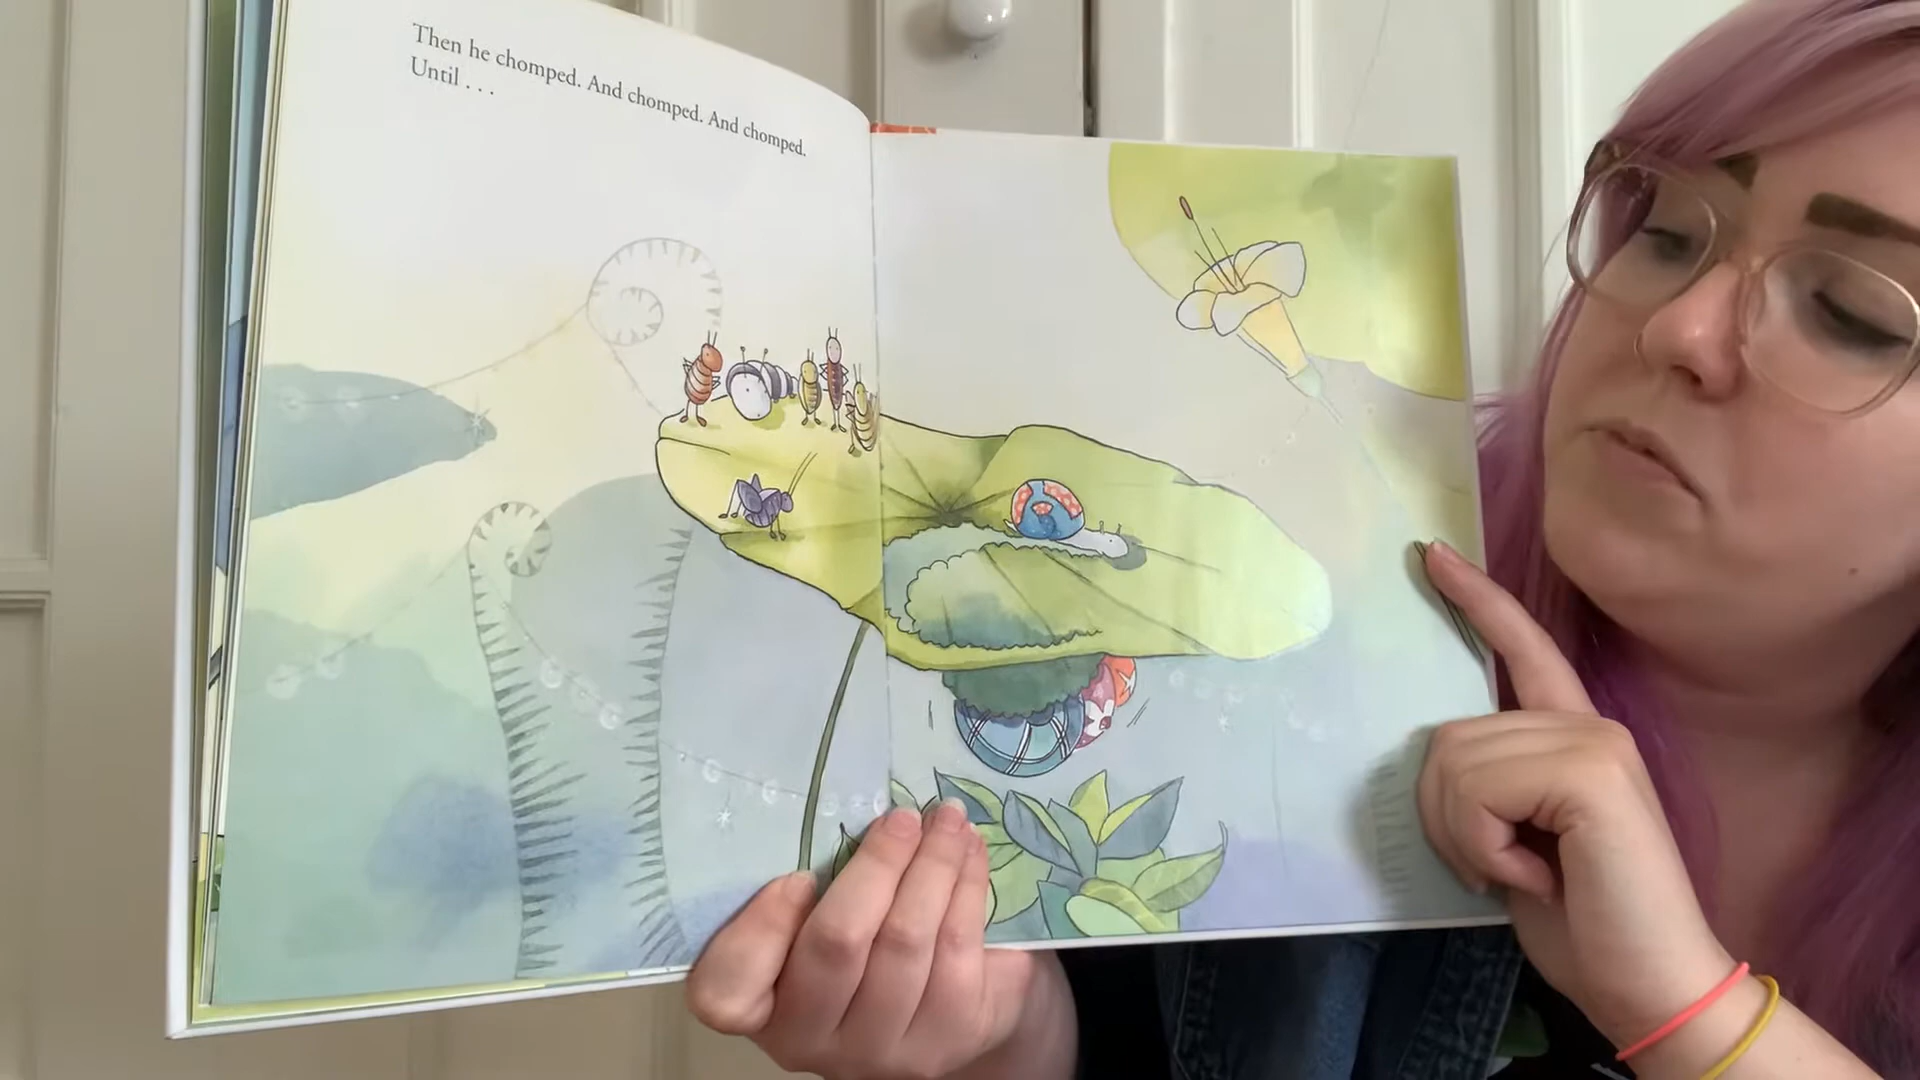 Then he chomped. And chomped. And chomped.
Until . . .